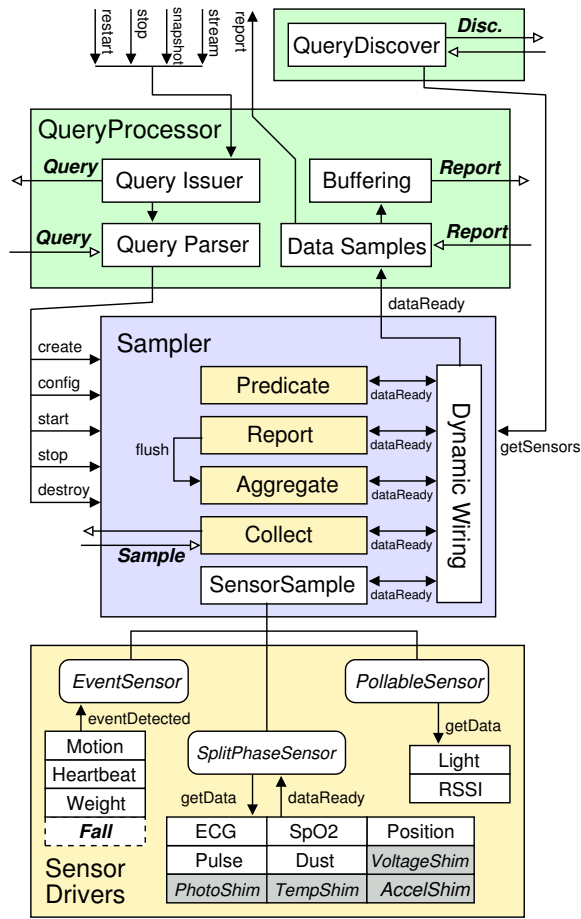 restart
stop
snapshot
stream
report
QueryDiscover
Disc.
QueryProcessor
Query
Query Issuer
Buffering
Report
Query
Query Parser
Data Samples
Report
dataReady
Sampler
create
config
start
stop
destroy
Predicate
dataReady
Report
dataReady
flush
Aggregate
dataReady
Collect
dataReady
Sample
SensorSample
dataReady
Dynamic Wiring
getSensors
EventSensor
PollableSensor
eventDetected
getData
Motion
Heartbeat
Weight
Fall
SplitPhaseSensor
Light
RSSI
getData
dataReady
ECG SpO2 Position
Pulse Dust VoltageShim
PhotoShim TempShim AccelShim
Sensor
Drivers